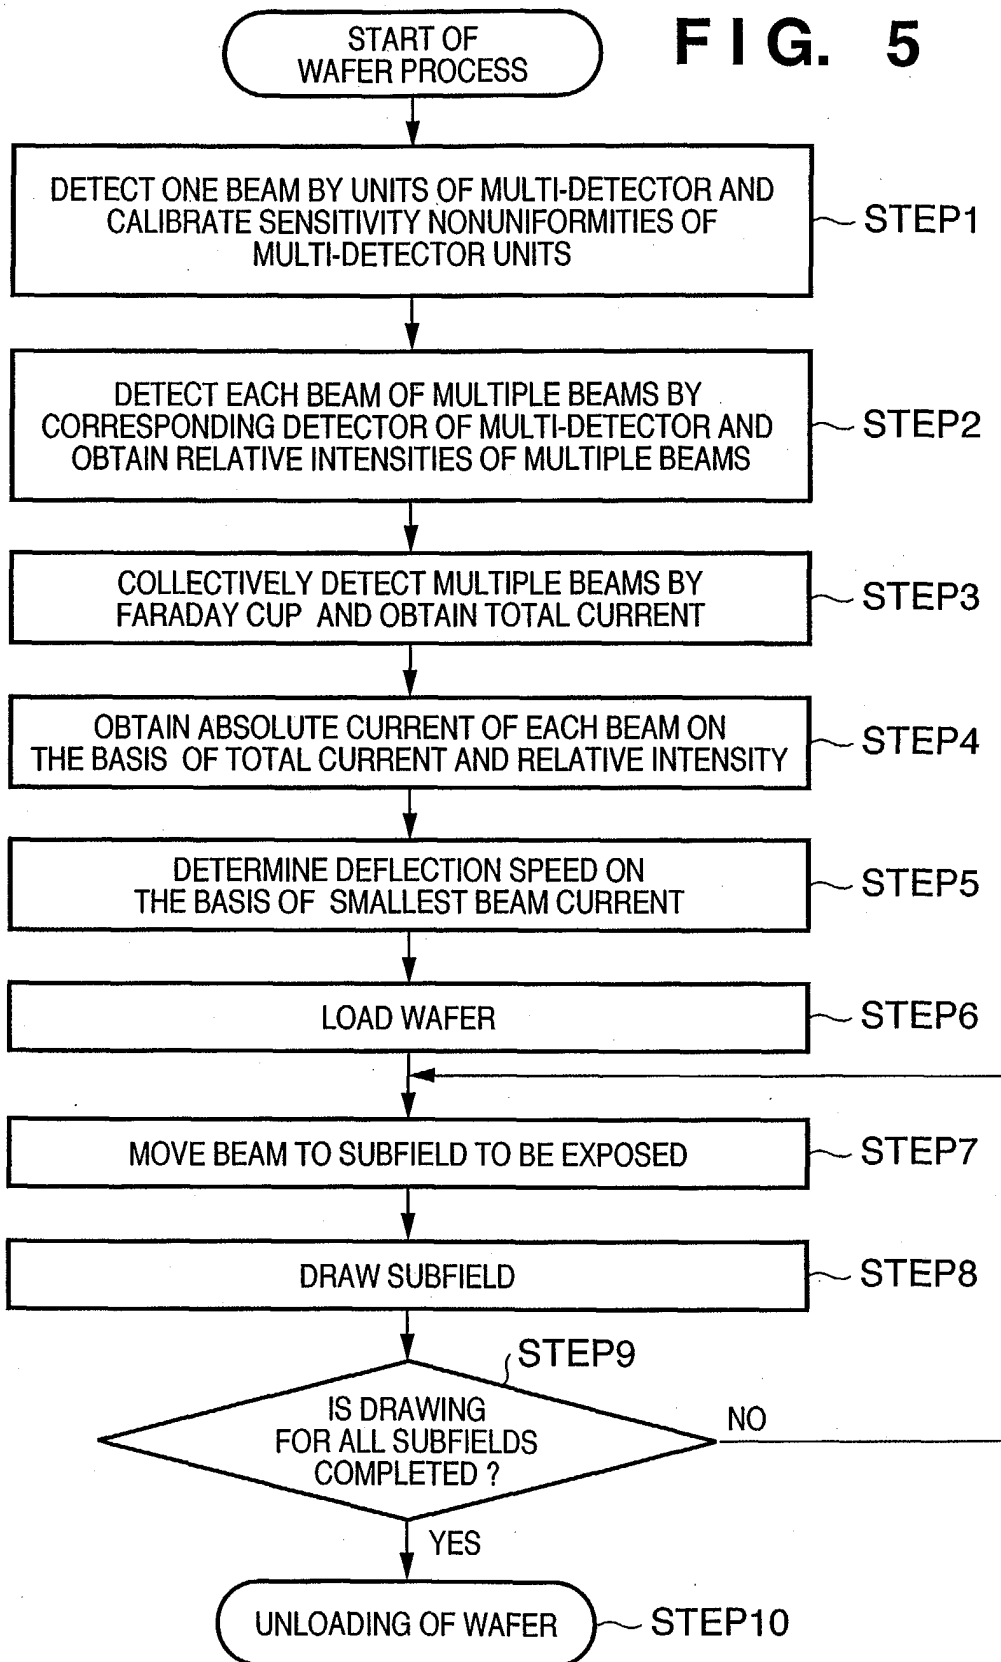 FIG. 5
START OF
WAFER PROCESS
DETECT ONE BEAM BY UNITS OF MULTI-DETECTOR AND
CALIBRATE SENSITIVITY NONUNIFORMITIES OF
MULTI-DETECTOR UNITS
STEP1
DETECT EACH BEAM OF MULTIPLE BEAMS BY
CORRESPONDING DETECTOR OF MULTI-DETECTOR AND
OBTAIN RELATIVE INTENSITIES OF MULTIPLE BEAMS
STEP2
COLLECTIVELY DETECT MULTIPLE BEAMS BY
FARADAY CUP AND OBTAIN TOTAL CURRENT
STEP3
OBTAIN ABSOLUTE CURRENT OF EACH BEAM ON
THE BASIS OF TOTAL CURRENT AND RELATIVE INTENSITY
STEP4
DETERMINE DEFLECTION SPEED ON
THE BASIS OF SMALLEST BEAM CURRENT
STEP5
LOAD WAFER
STEP6
MOVE BEAM TO SUBFIELD TO BE EXPOSED
STEP7
DRAW SUBFIELD
STEP8
STEP9
IS DRAWING
FOR ALL SUBFIELDS
COMPLETED ?
NO
YES
UNLOADING OF WAFER
STEP10